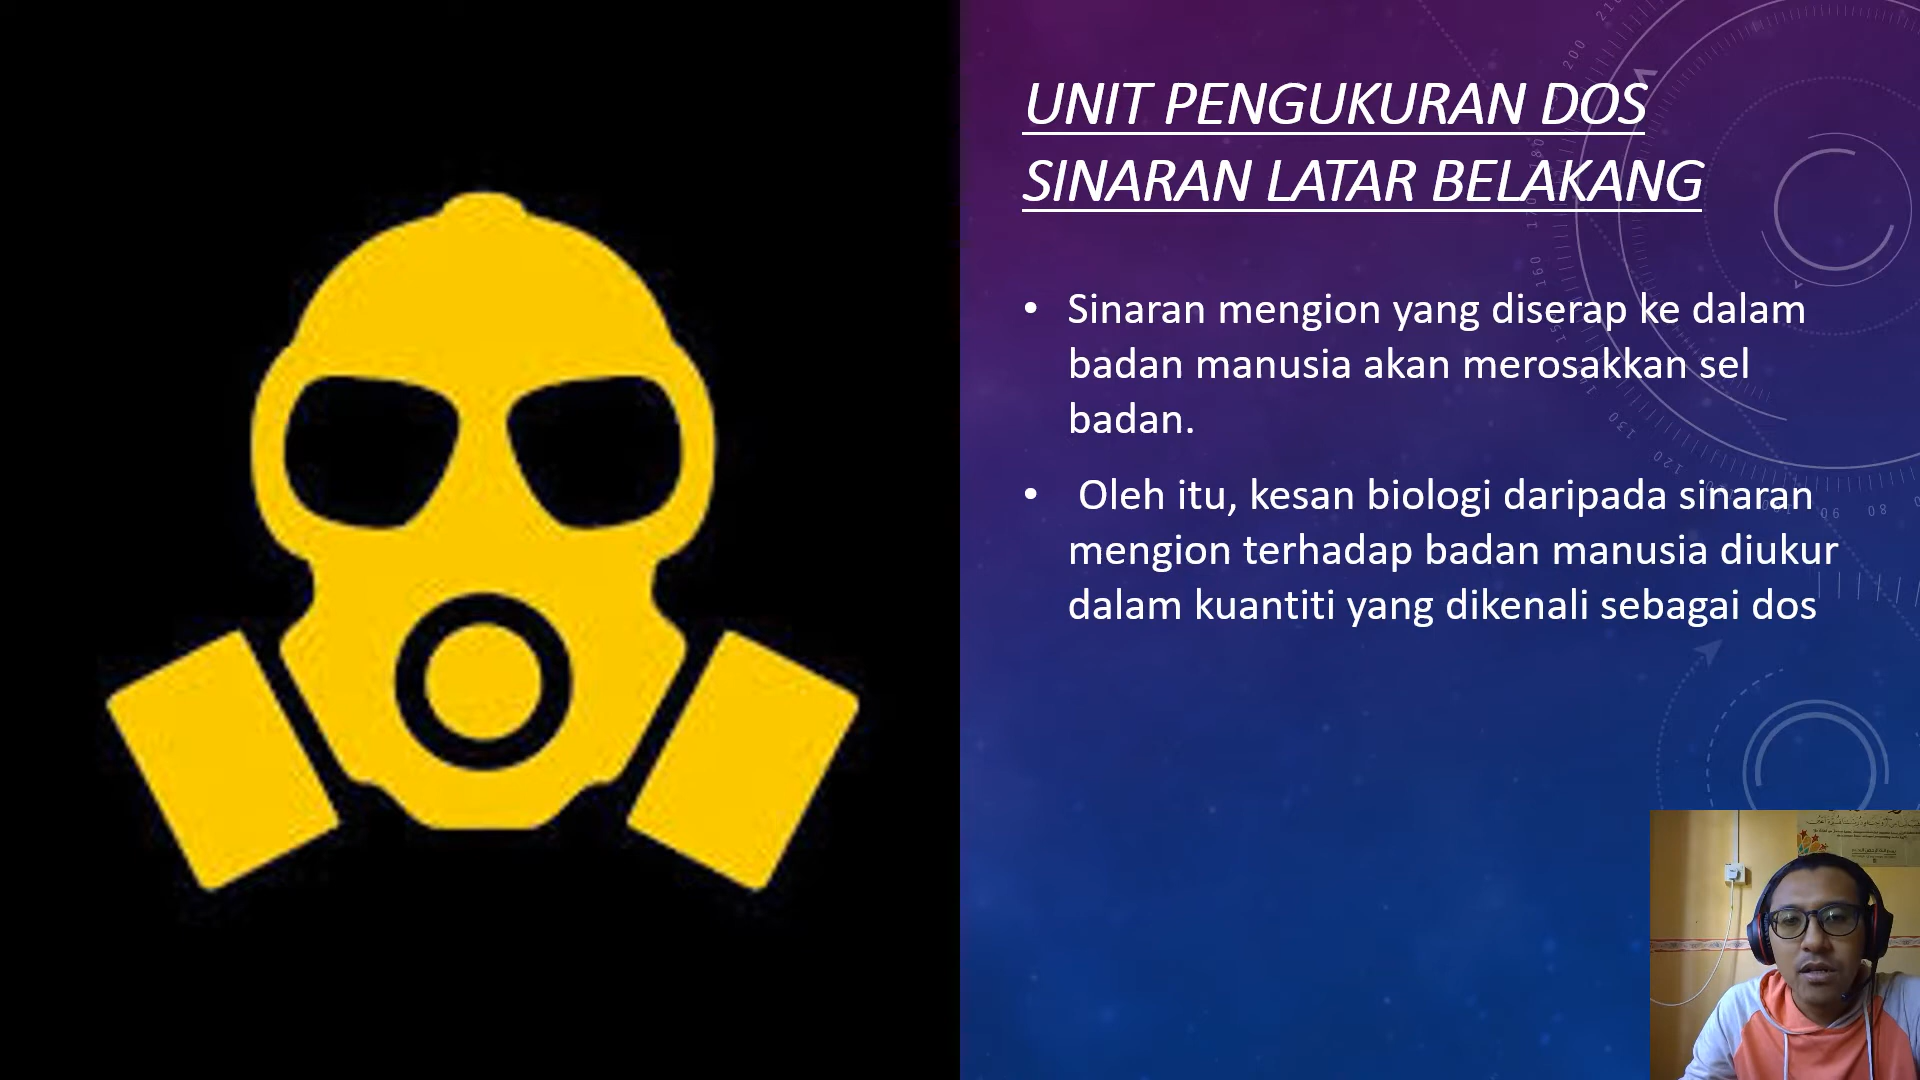 UNIT PENGUKURAN DOS
SINARAN LATAR BELAKANG
• Sinaran mengion yang diserap ke dalam
badan manusia akan merosakkan sel
badan.
• Oleh itu, kesan biologi daripada sinaran
mengion terhadap badan manusia diukur
dalam kuantiti yang dikenali sebagai dos